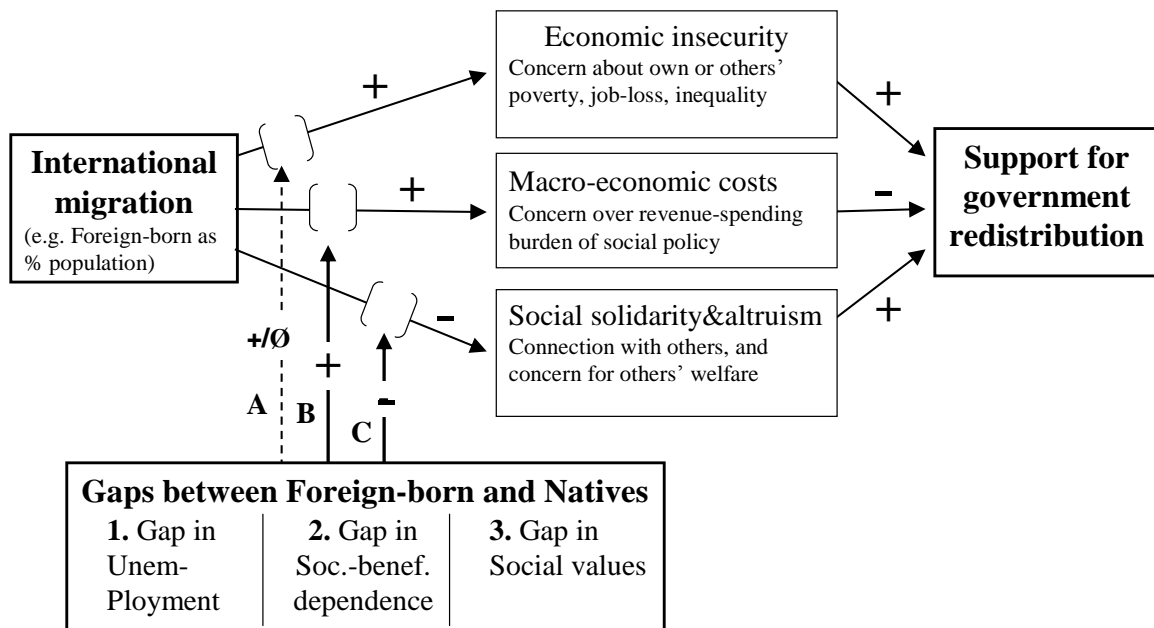 Economic insecurity
Concern about own or others’
poverty, job-loss, inequality
+
+
International
migration
(e.g. Foreign-born as
% population)
+
Macro-economic costs
Concern over revenue-spending
burden of social policy
-
Support for
government
redistribution
-
Social solidarity&altruism
Connection with others, and
concern for others’ welfare
+
+/Ø
+
-
A
B
C
Gaps between Foreign-born and Natives
1. Gap in
Unem-
Ployment
2. Gap in
Soc.-benef.
dependence
3. Gap in
Social values